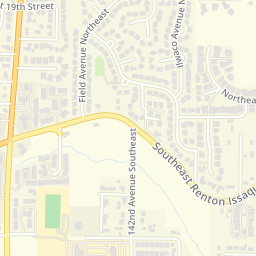 t 19th Street
Field Avenue Northeast
Ilwaco Avenue N
Northea
142nd Avenue Southeast
Southeast Renton Issaqu